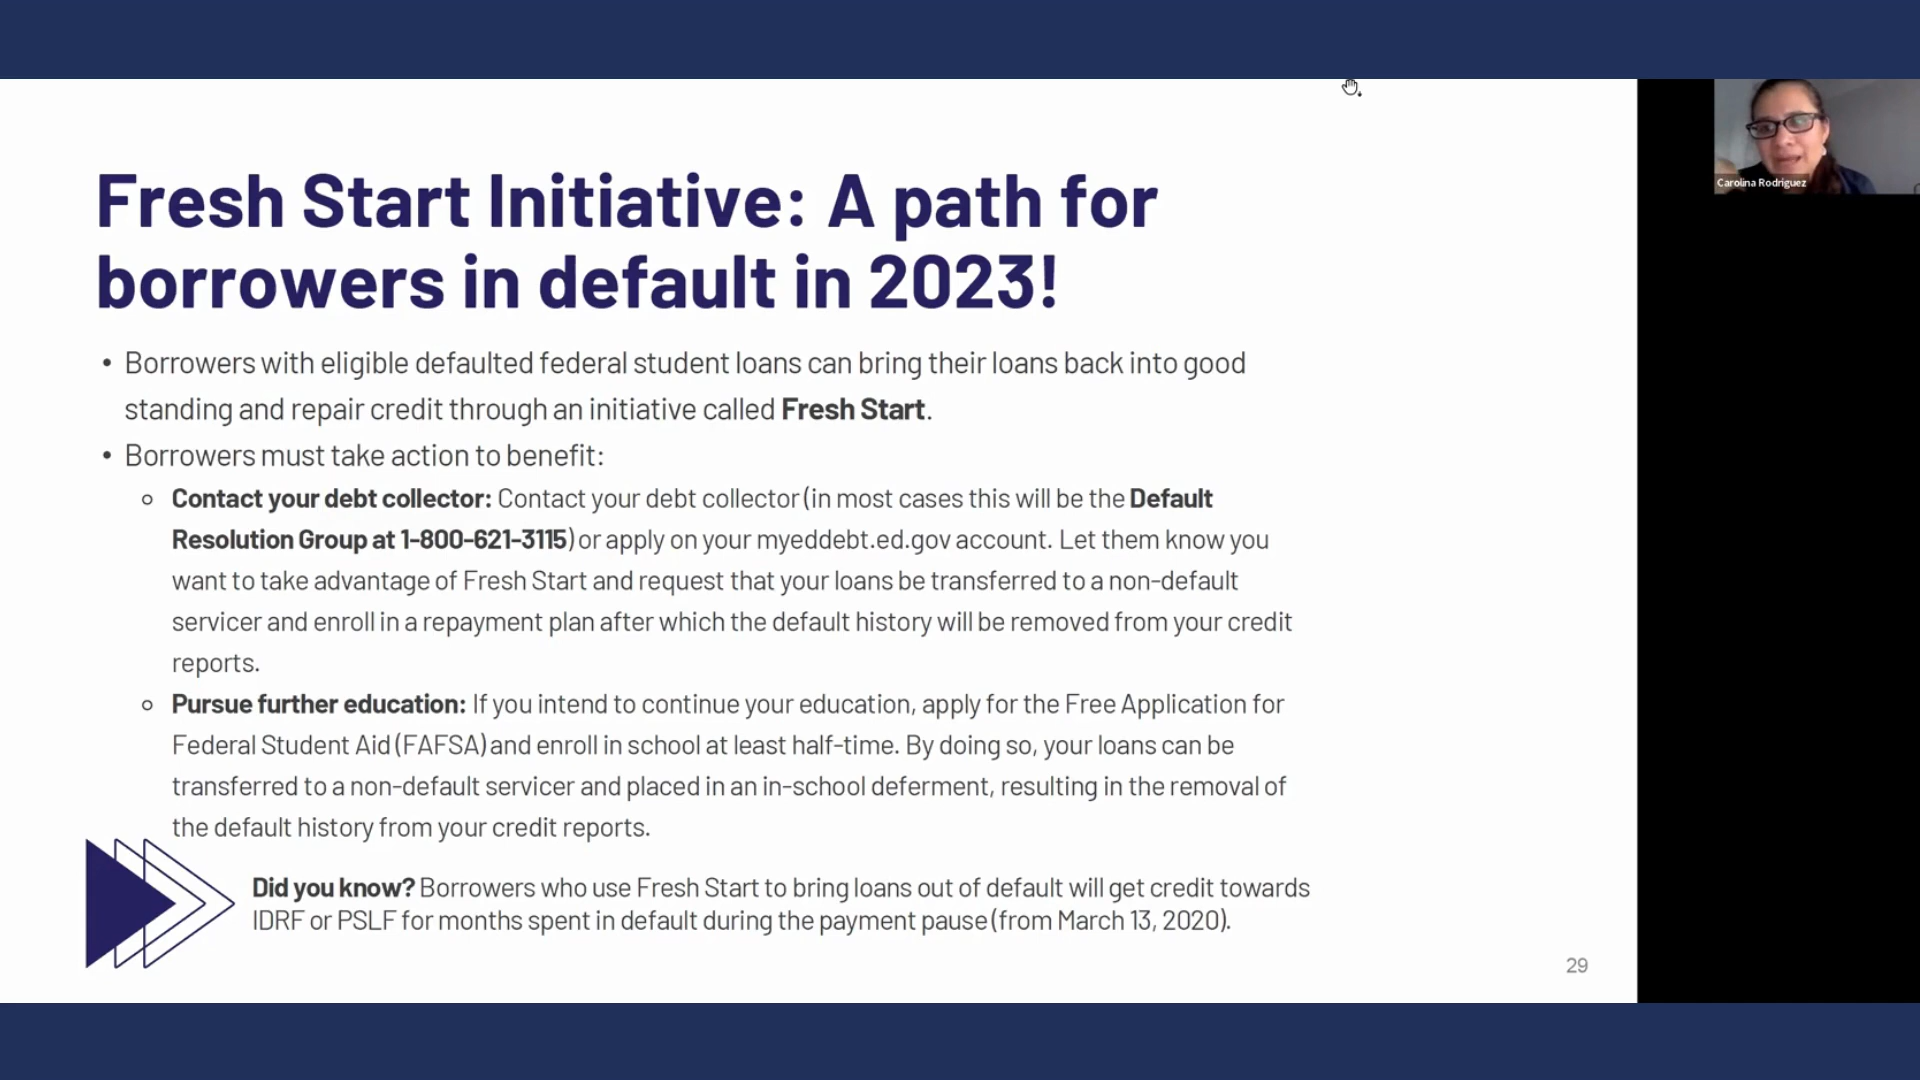 Fresh Start Initiative: A path for
borrowers in default in 2023!
• Borrowers with eligible defaulted federal student loans can bring their loans back into good
standing and repair credit through an initiative called Fresh Start.
• Borrowers must take action to benefit:
○ Contact your debt collector: Contact your debt collector (in most cases this will be the Default
Resolution Group at 1-800-621-3115) or apply on your myeddebt.ed.gov account. Let them know you
want to take advantage of Fresh Start and request that your loans be transferred to a non-default
servicer and enroll in a repayment plan after which the default history will be removed from your credit
reports.
○ Pursue further education: If you intend to continue your education, apply for the Free Application for
Federal Student Aid (FAFSA) and enroll in school at least half-time. By doing so, your loans can be
transferred to a non-default servicer and placed in an in-school deferment, resulting in the removal of
the default history from your credit reports.
Did you know? Borrowers who use Fresh Start to bring loans out of default will get credit towards
IDRF or PSLF for months spent in default during the payment pause (from March 13, 2020).
29
Carolina Rodriguez